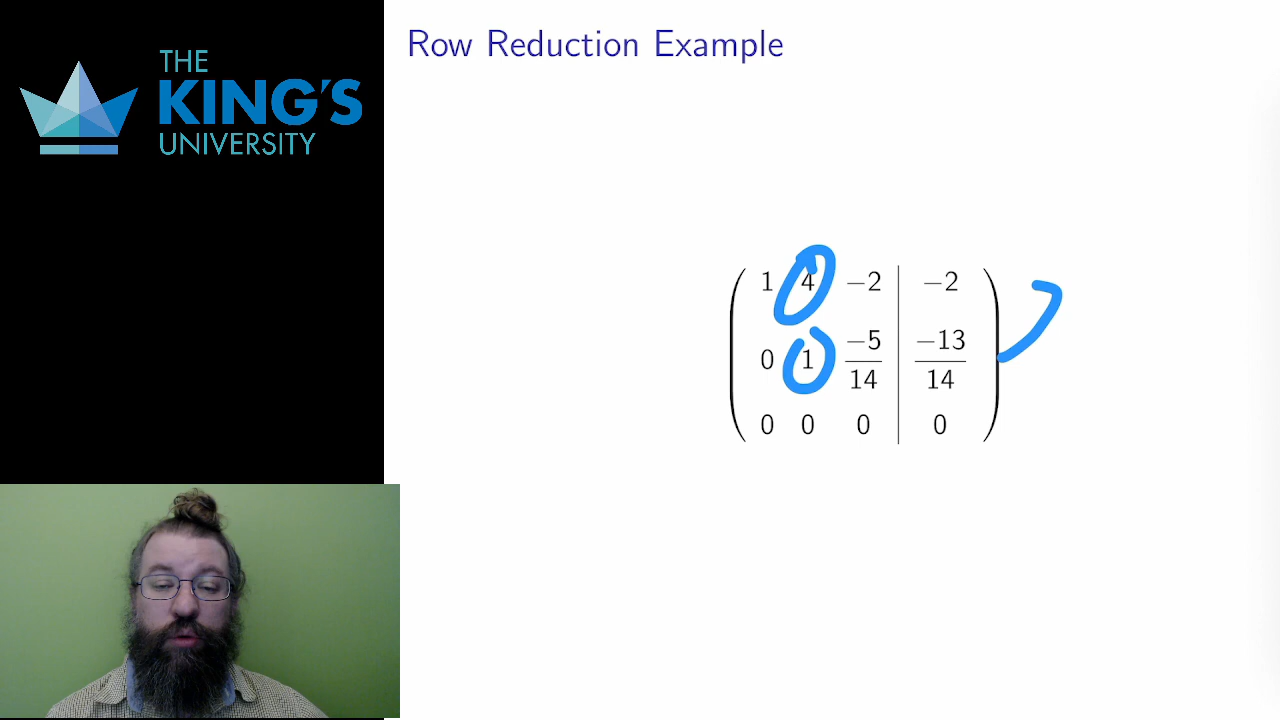 THE
KING'S
UNIVERSITY
Row Reduction Example
1 4 −2 −2
0 1 −5/14 −13/14
0 0 0 0